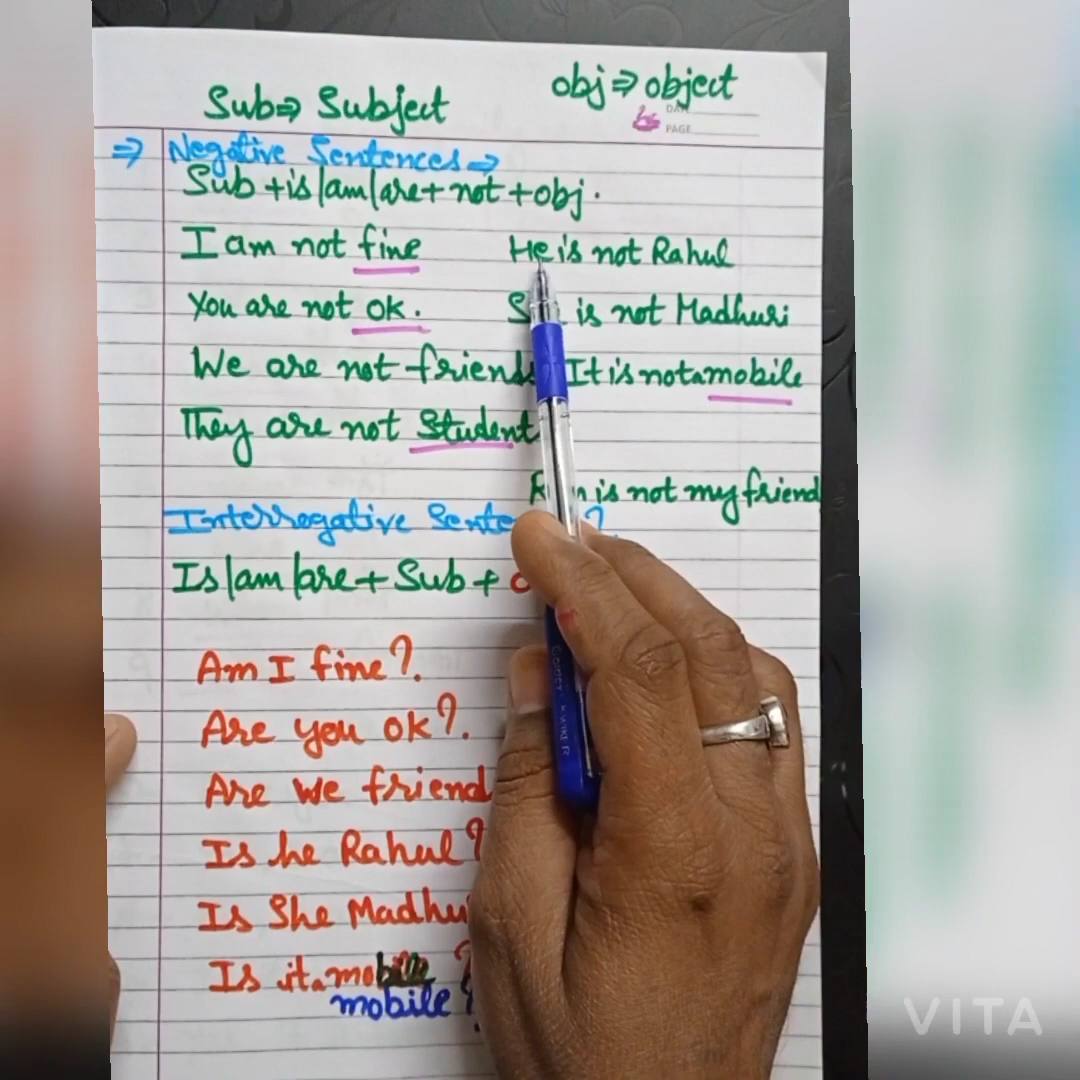 Sub⇒ Subject
obj⇒object
DATE
PAGE
⇒ Negative Sentences⇒
Sub +is/am/are+ not +obj.
I am not fine
He is not Rahul
You are not ok.
is not Madhuri
We are not friends
It is not a mobile
They are not Student
is not my friend
Interrogative ?
Is/am/are + Sub +
Am I fine?.
Are you ok?.
Are we friend
Is he Rahul?
Is She Madhu
Is it a mobile ?
mobile?
VITA